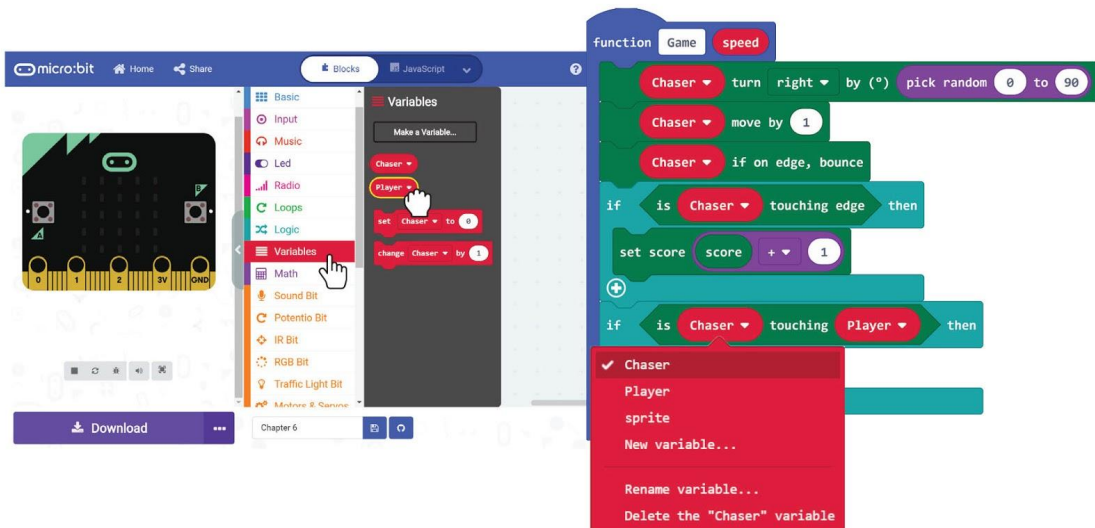 micro:bit Home Share Blocks JavaScript ?
Basic
Input
Music
Led
Radio
Loops
Logic
Variables
Math
Sound Bit
Potentio Bit
IR Bit
RGB Bit
Traffic Light Bit
Motors & Servos
Variables
Make a Variable...
Chaser
Player
set Chaser to 0
change Chaser by 1
A
B
0 1 2 3V GND
Download ...
Chapter 6
function Game speed
Chaser turn right by (°) pick random 0 to 90
Chaser move by 1
Chaser if on edge, bounce
if is Chaser touching edge then
set score score + 1
if is Chaser touching Player then
Chaser
Player
sprite
New variable...
Rename variable...
Delete the "Chaser" variable